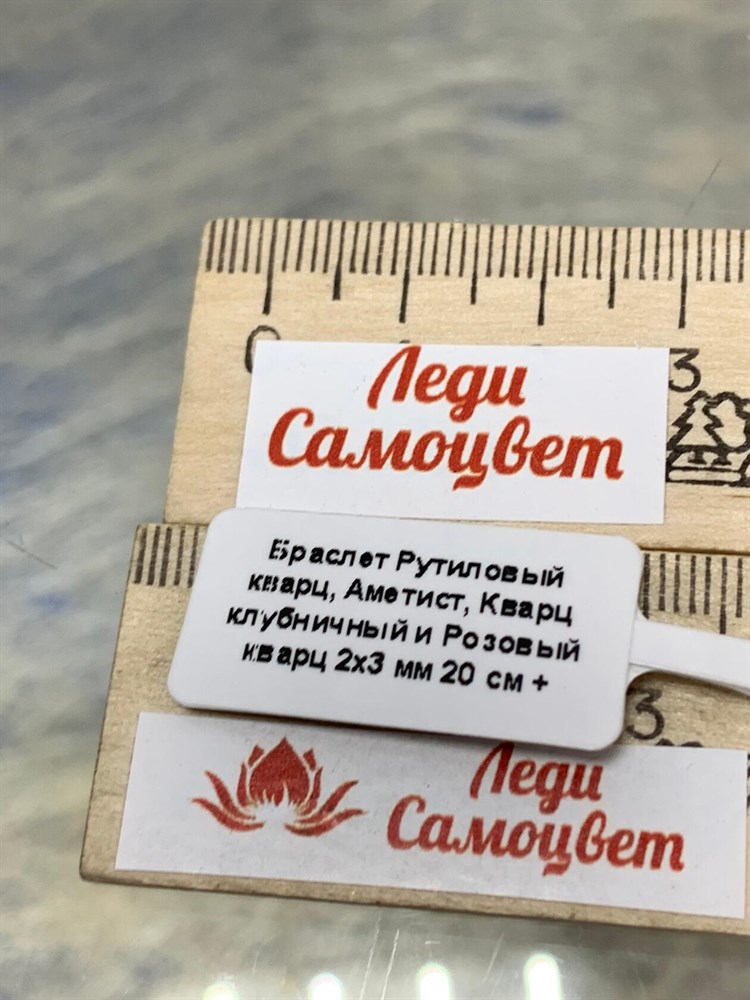 0
3
Леди
Самоцвет
Браслет Рутиловый
кварц, Аметист, Кварц
клубничный и Розовый
кварц 2х3 мм 20 см +
3
Леди
Самоцвет